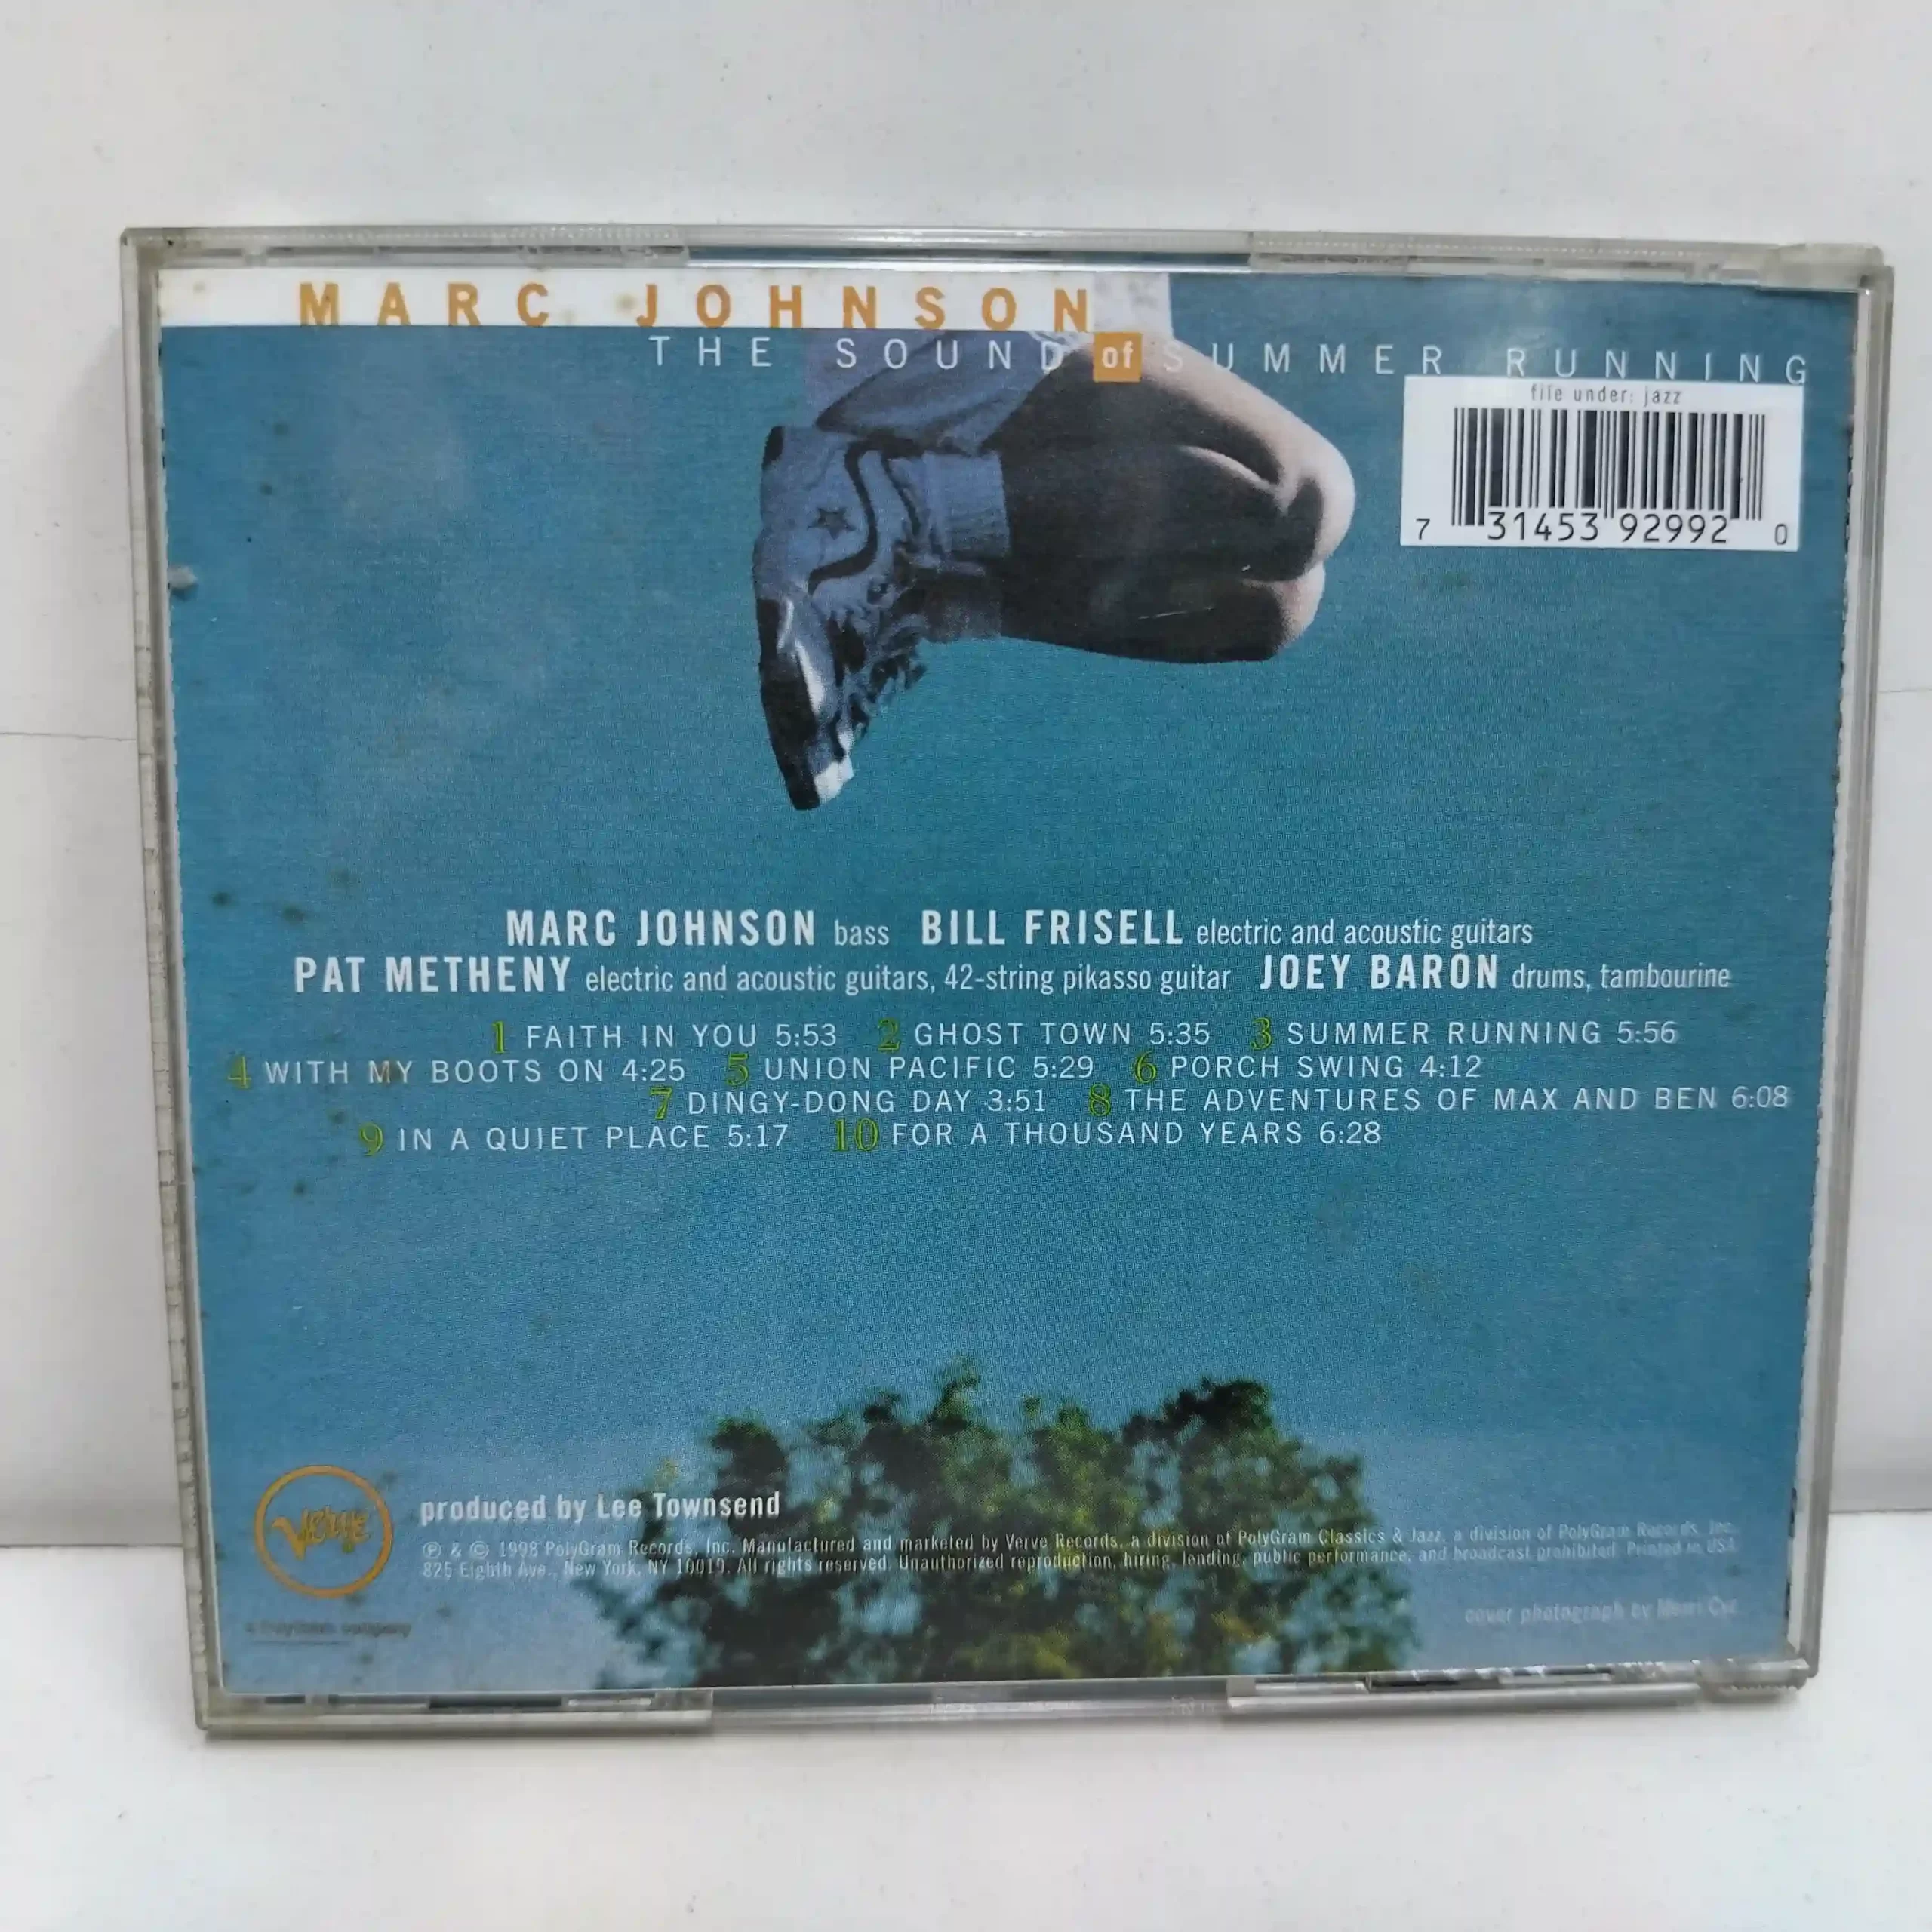 MARC JOHNSON
THE SOUND of SUMMER RUNNING
file under: jazz
7 31453 92992 0
MARC JOHNSON bass BILL FRISELL electric and acoustic guitars
PAT METHENY electric and acoustic guitars, 42-string pikasso guitar JOEY BARON drums, tambourine
1 FAITH IN YOU 5:53 2 GHOST TOWN 5:35 3 SUMMER RUNNING 5:56
4 WITH MY BOOTS ON 4:25 5 UNION PACIFIC 5:29 6 PORCH SWING 4:12
7 DINGY-DONG DAY 3:51 8 THE ADVENTURES OF MAX AND BEN 6:08
9 IN A QUIET PLACE 5:17 10 FOR A THOUSAND YEARS 6:28
VERVE
produced by Lee Townsend
℗ & © 1998 PolyGram Records, Inc. Manufactured and marketed by Verve Records, a division of PolyGram Classics & Jazz, a division of PolyGram Records, Inc.
825 Eighth Ave., New York, NY 10019. All rights reserved. Unauthorized reproduction, hiring, lending, public performance, and broadcast prohibited. Printed in USA.
a PolyGram company
cover photograph by